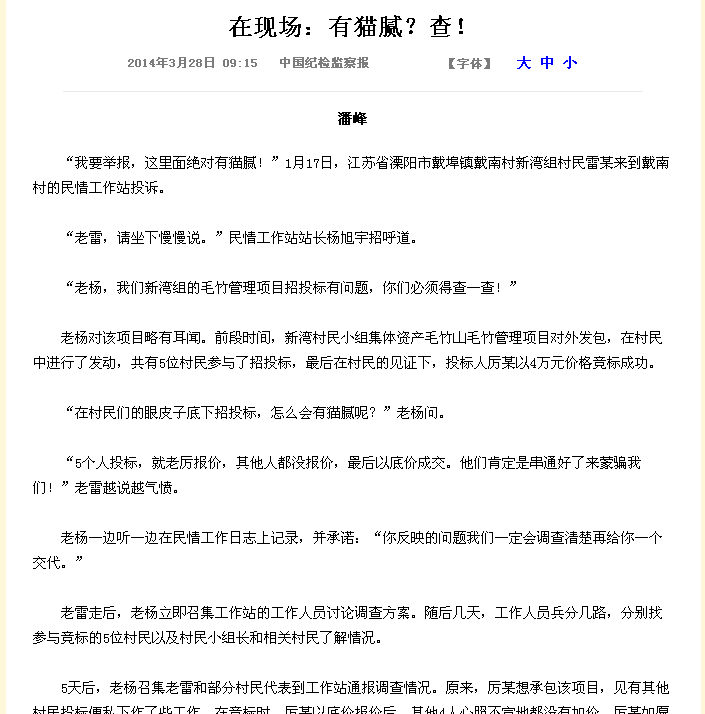 在现场：有猫腻？查！
2014年3月28日 09:15 中国纪检监察报 【字体】 大 中 小
潘峰
“我要举报，这里面绝对有猫腻！”1月17日，江苏省溧阳市戴埠镇戴南村新湾组村民雷某来到戴南
村的民情工作站投诉。
“老雷，请坐下慢慢说。”民情工作站站长杨旭宇招呼道。
“老杨，我们新湾组的毛竹管理项目招投标有问题，你们必须得查一查！”
老杨对该项目略有耳闻。前段时间，新湾村民小组集体资产毛竹山毛竹管理项目对外发包，在村民
中进行了发动，共有5位村民参与了招投标，最后在村民的见证下，投标人厉某以4万元价格竞标成功。
“在村民们的眼皮子底下招投标，怎么会有猫腻呢？”老杨问。
“5个人投标，就老厉报价，其他人都没报价，最后以底价成交。他们肯定是串通好了来蒙骗我
们！”老雷越说越气愤。
老杨一边听一边在民情工作日志上记录，并承诺：“你反映的问题我们一定会调查清楚再给你一个
交代。”
老雷走后，老杨立即召集工作站的工作人员讨论调查方案。随后几天，工作人员兵分几路，分别找
参与竞标的5位村民以及村民小组长和相关村民了解情况。
5天后，老杨召集老雷和部分村民代表到工作站通报调查情况。原来，厉某想承包该项目，见有其他
村民投标便私下作了些工作，在竞标时，厉某以底价报价后，其他4人心照不宣地都没有加价，厉某如愿